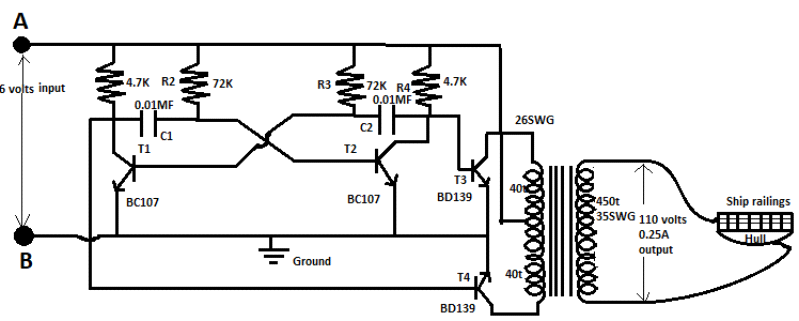 A
4.7K
R2
72K
R3
72K
R4
4.7K
6 volts input
0.01MF
C1
0.01MF
C2
26SWG
T1
T2
T3
BC107
BC107
BD139
40t
450t
35SWG
110 volts
0.25A
output
Ship railings
Hull
B
Ground
T4
40t
BD139